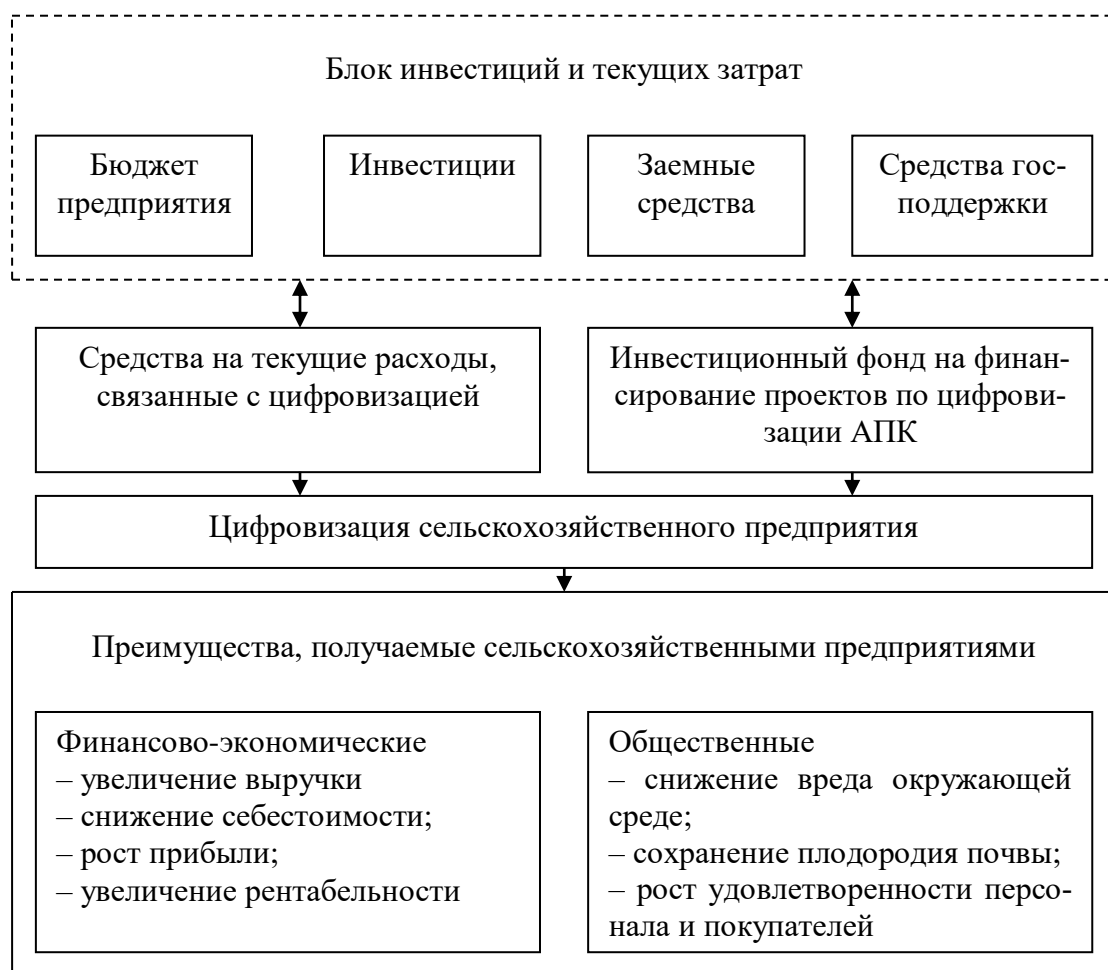 Блок инвестиций и текущих затрат
Бюджет
предприятия
Инвестиции
Заемные
средства
Средства гос-
поддержки
Средства на текущие расходы,
связанные с цифровизацией
Инвестиционный фонд на финан-
сирование проектов по цифрови-
зации АПК
Цифровизация сельскохозяйственного предприятия
Преимущества, получаемые сельскохозяйственными предприятиями
Финансово-экономические
– увеличение выручки
– снижение себестоимости;
– рост прибыли;
– увеличение рентабельности
Общественные
– снижение вреда окружающей
среде;
– сохранение плодородия почвы;
– рост удовлетворенности персо-
нала и покупателей